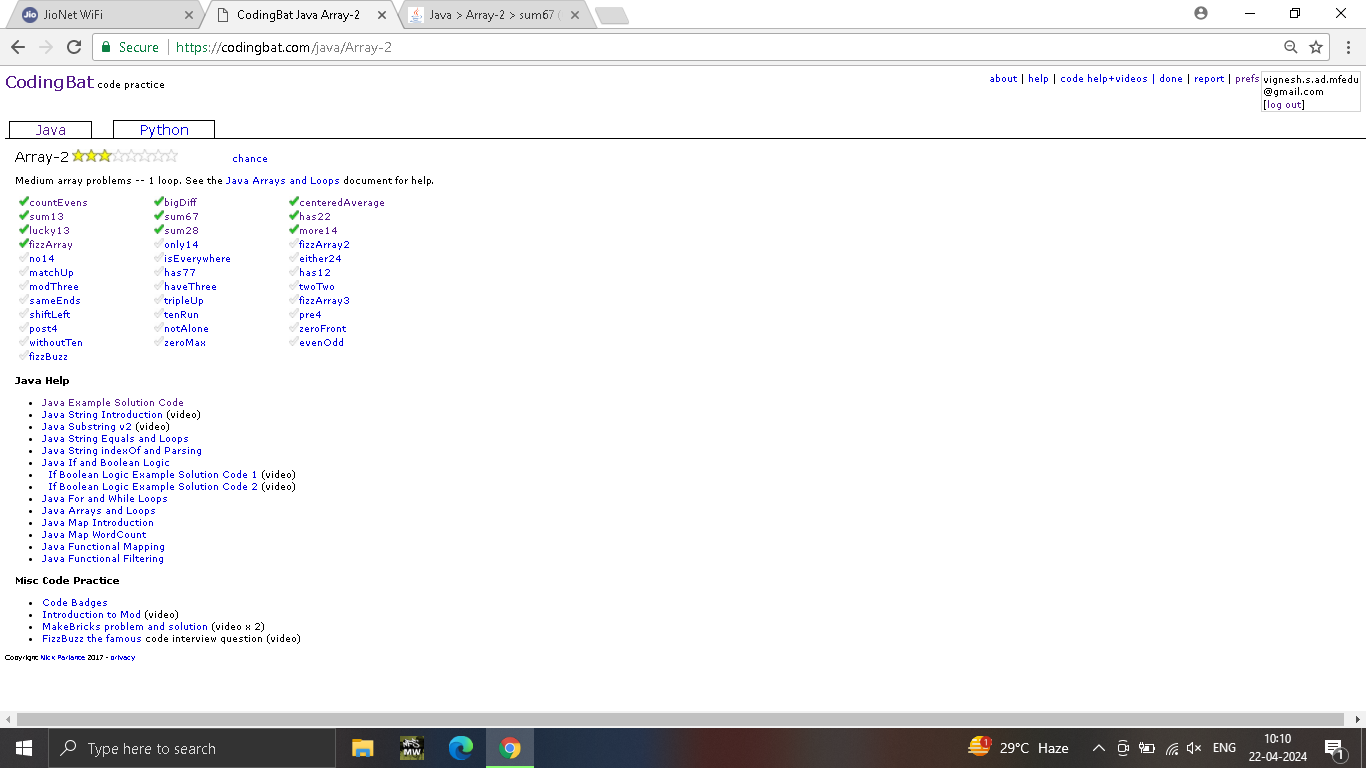 JioNet WiFi
CodingBat Java Array-2
Java > Array-2 > sum67 (
Secure https://codingbat.com/java/Array-2
CodingBat code practice
about | help | code help+videos | done | report | prefs
vignesh.s.ad.mfedu
@gmail.com
[log out]
Java Python
Array-2 chance
Medium array problems -- 1 loop. See the Java Arrays and Loops document for help.
countEvens bigDiff centeredAverage
sum13 sum67 has22
lucky13 sum28 more14
fizzArray only14 fizzArray2
no14 isEverywhere either24
matchUp has77 has12
modThree haveThree twoTwo
sameEnds tripleUp fizzArray3
shiftLeft tenRun pre4
post4 notAlone zeroFront
withoutTen zeroMax evenOdd
fizzBuzz
Java Help
Java Example Solution Code
Java String Introduction (video)
Java Substring v2 (video)
Java String Equals and Loops
Java String indexOf and Parsing
Java If and Boolean Logic
If Boolean Logic Example Solution Code 1 (video)
If Boolean Logic Example Solution Code 2 (video)
Java For and While Loops
Java Arrays and Loops
Java Map Introduction
Java Map WordCount
Java Functional Mapping
Java Functional Filtering
Misc Code Practice
Code Badges
Introduction to Mod (video)
MakeBricks problem and solution (video x 2)
FizzBuzz the famous code interview question (video)
Copyright Nick Parlante 2017 - privacy
Type here to search
MW
1
29°C Haze
ENG
10:10
22-04-2024
1